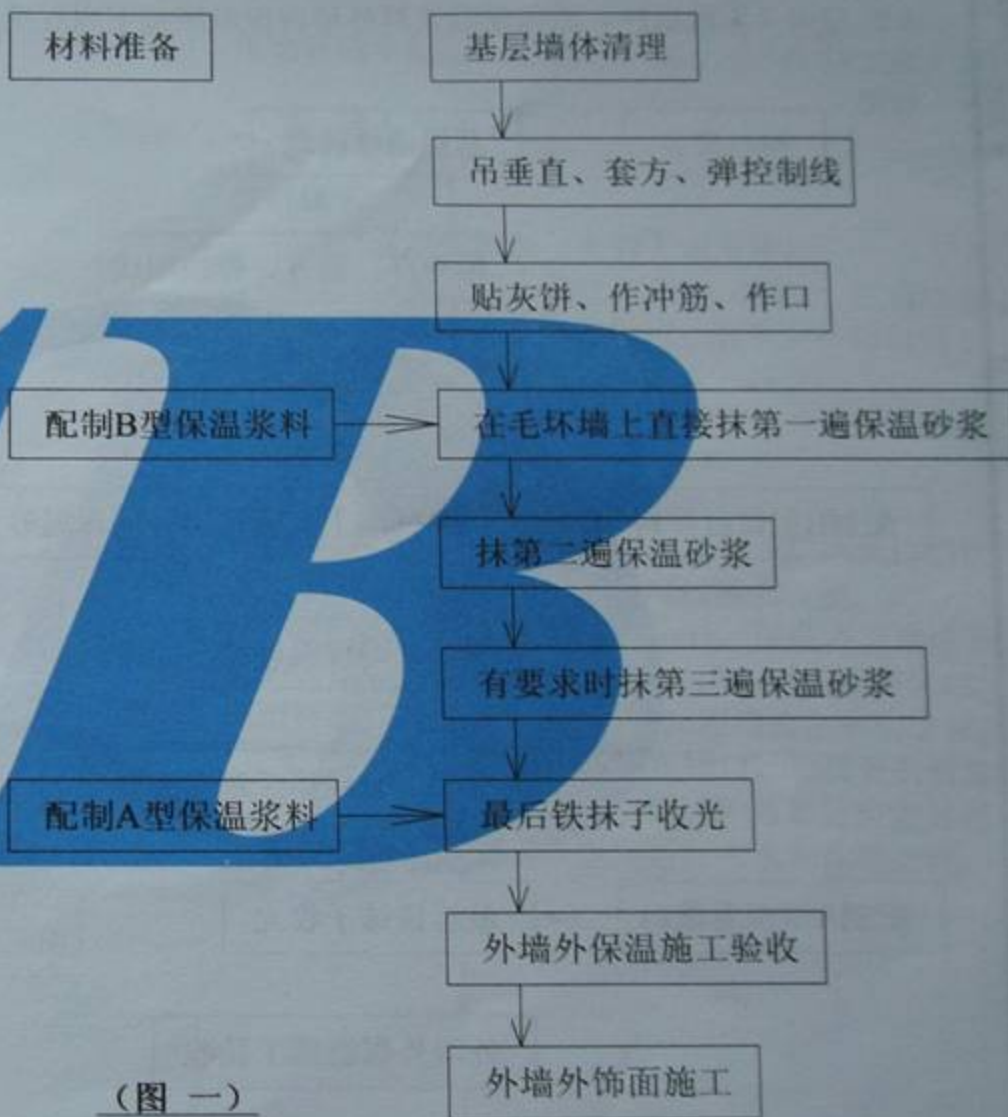 材料准备
基层墙体清理
吊垂直、套方、弹控制线
贴灰饼、作冲筋、作口
配制B型保温浆料
在毛坯墙上直接抹第一遍保温砂浆
抹第二遍保温砂浆
有要求时抹第三遍保温砂浆
配制A型保温浆料
最后铁抹子收光
外墙外保温施工验收
外墙外饰面施工
（图 一）
B